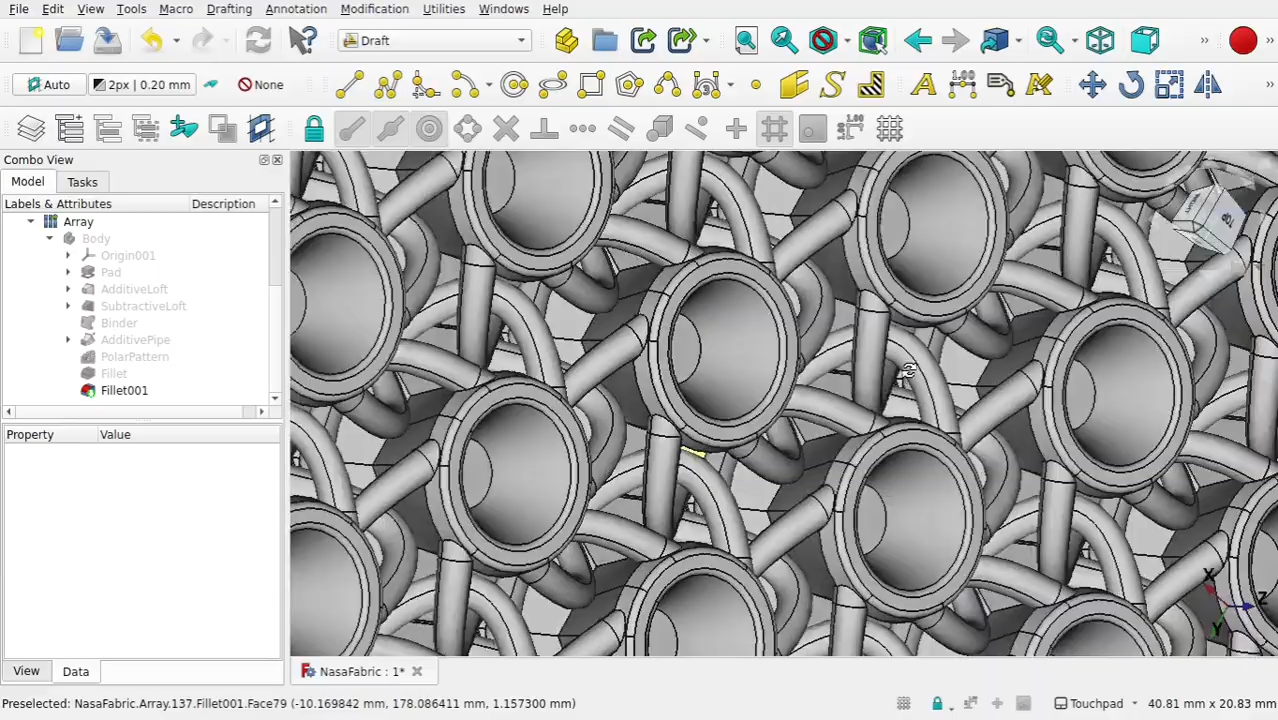 File Edit View Tools Macro Drafting Annotation Modification Utilities Windows Help
Draft
Auto 2px | 0.20 mm None
Combo View
Model Tasks
Labels & Attributes Description
Array
Body
Origin001
Pad
AdditiveLoft
SubtractiveLoft
Binder
AdditivePipe
PolarPattern
Fillet
Fillet001
Property Value
X
Z
Y
View Data
NasaFabric : 1*
Preselected: NasaFabric.Array.137.Fillet001.Face79 (-10.169842 mm, 178.086411 mm, 1.157300 mm)
Touchpad 40.81 mm x 20.83 mm